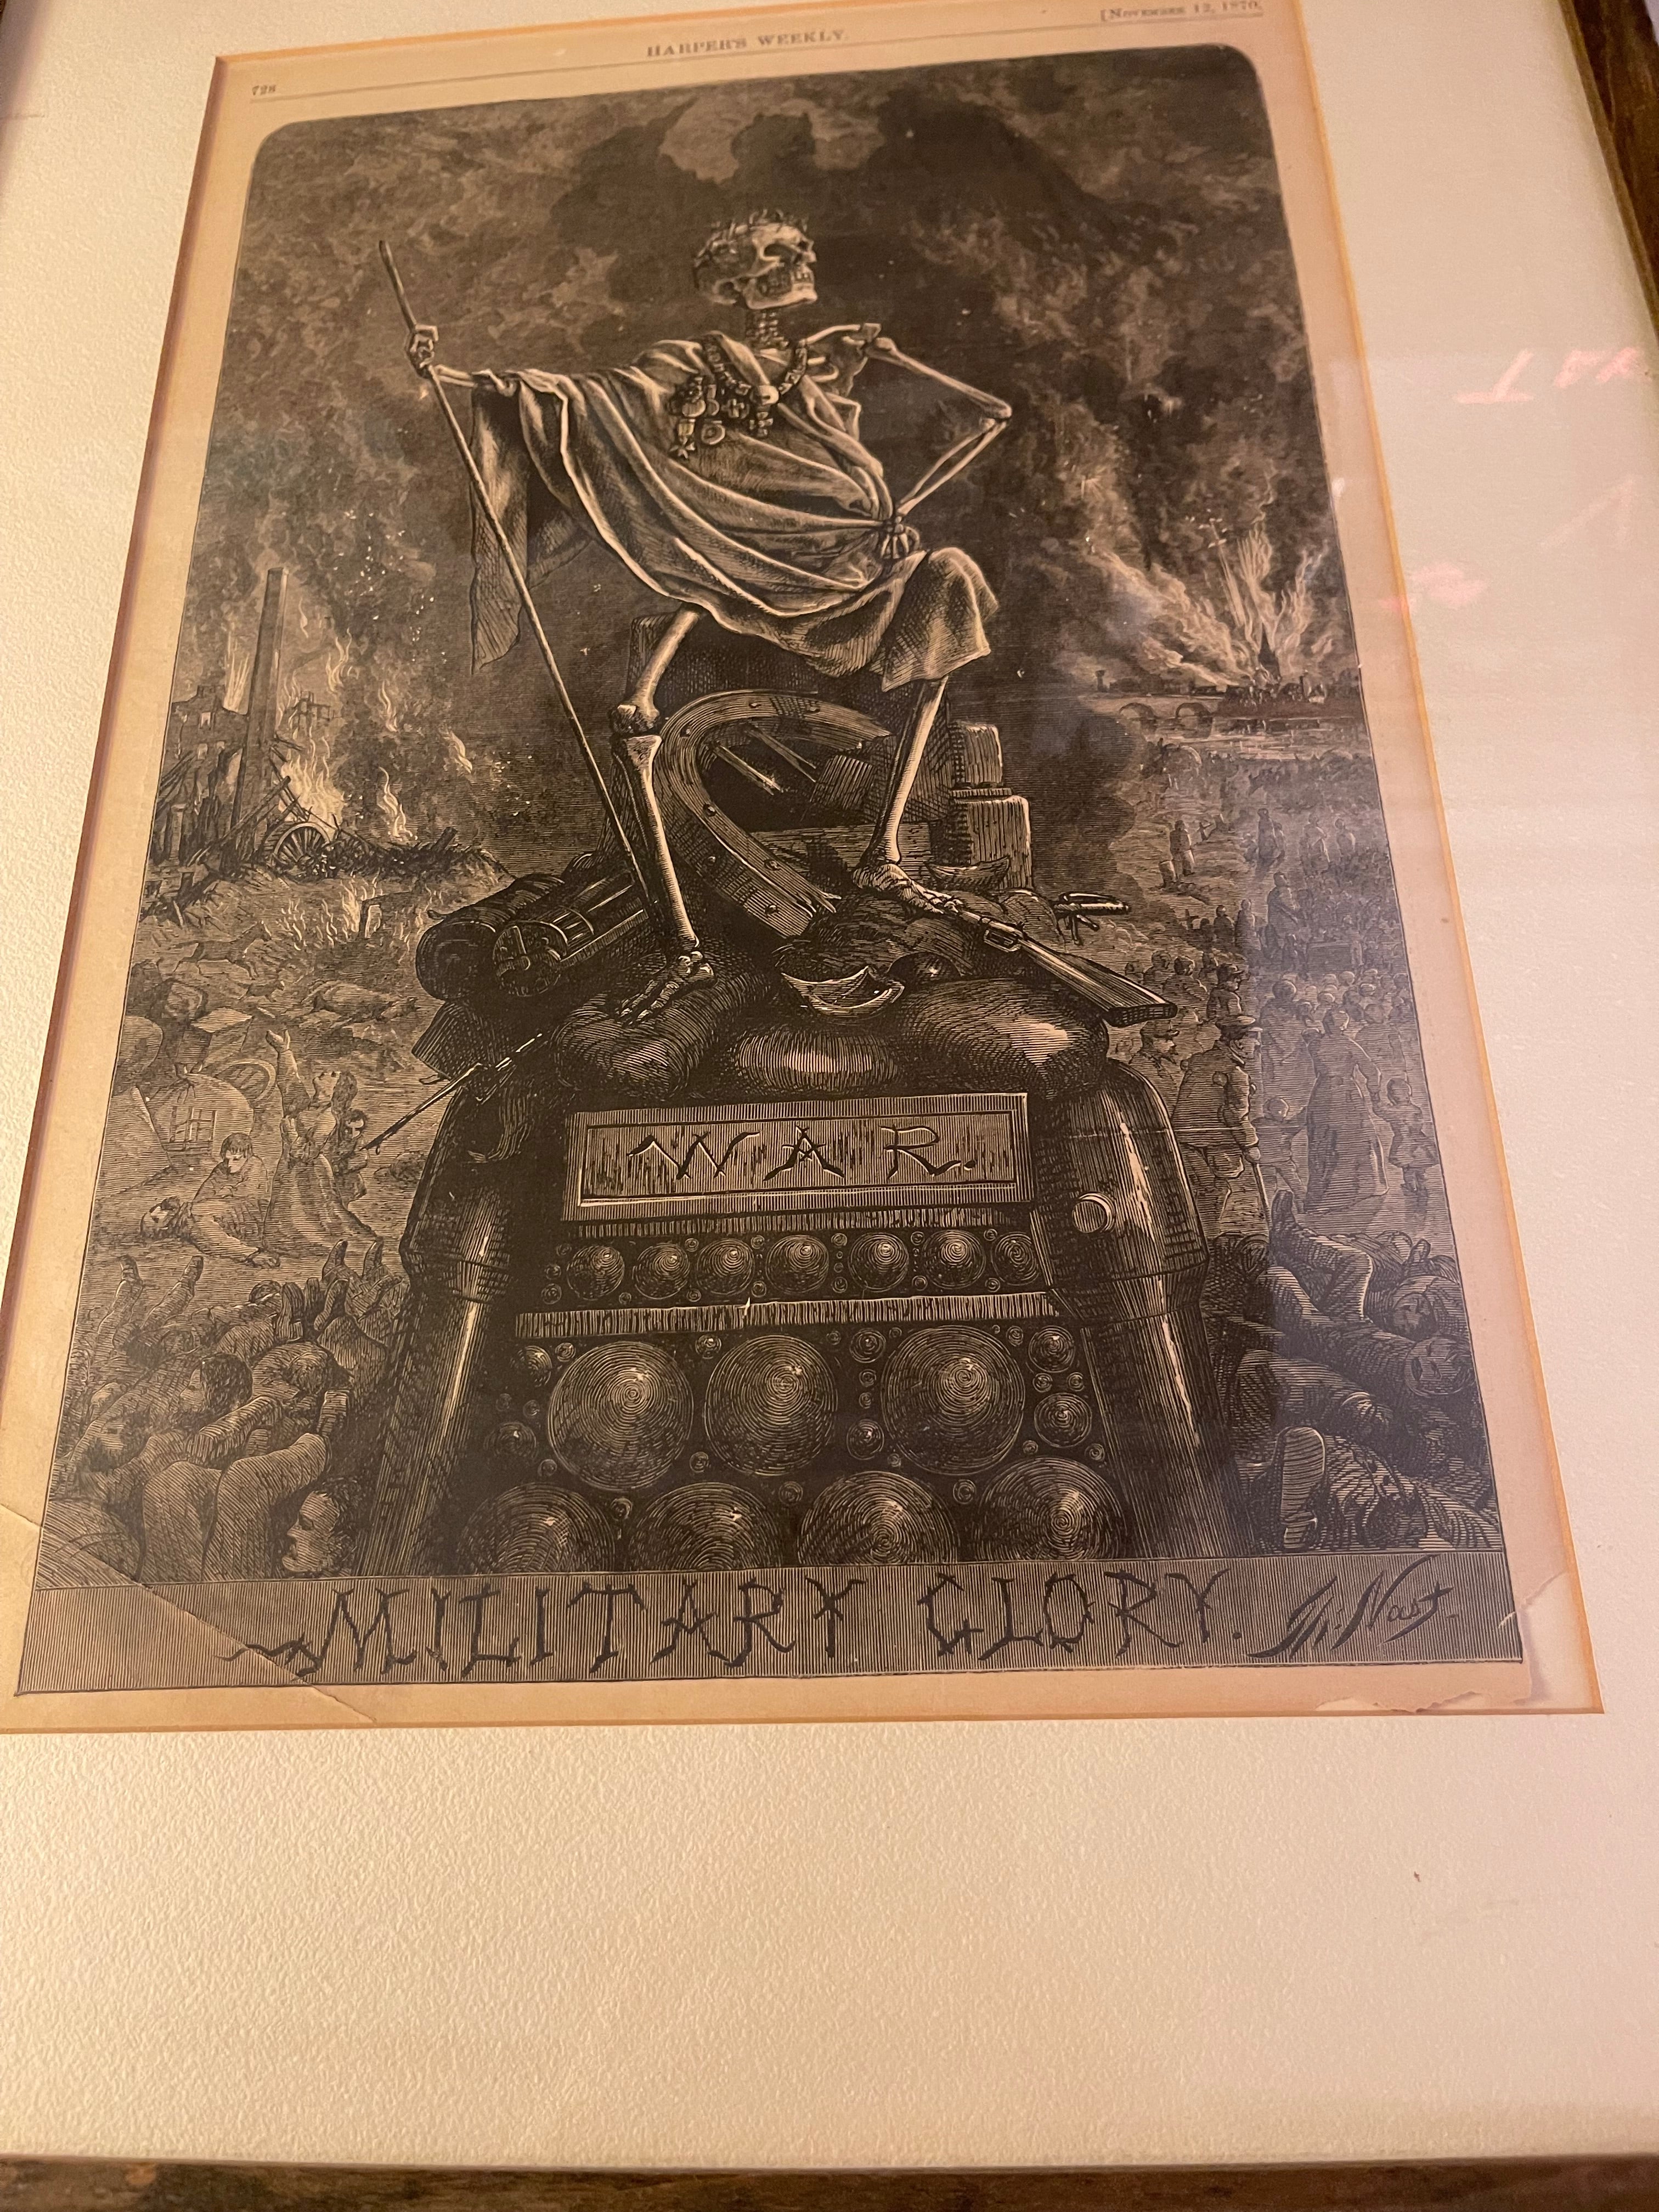 [NOVEMBER 12, 1870.
HARPER'S WEEKLY.
728
WAR.
MILITARY GLORY.
Th: Nast.